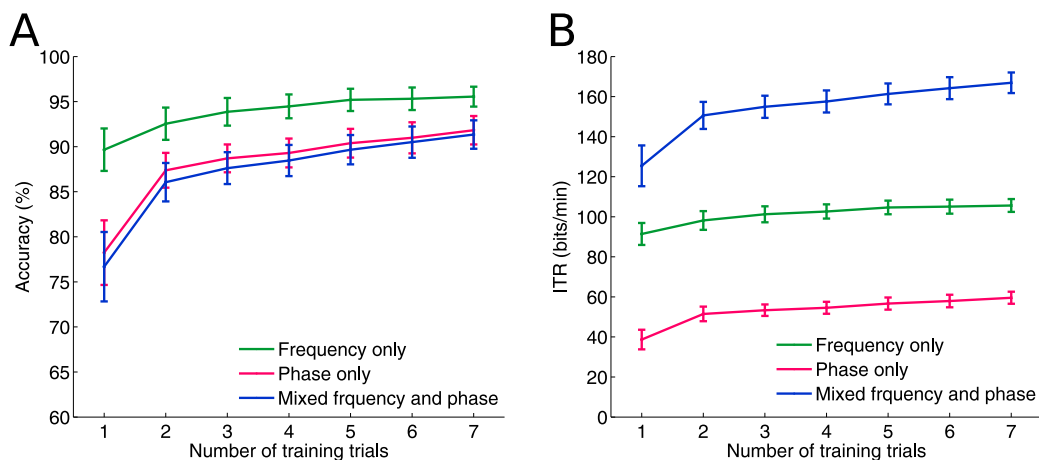 A
100
95
90
85
80
75
70
65
60
Accuracy (%)
Frequency only
Phase only
Mixed frquency and phase
1 2 3 4 5 6 7
Number of training trials
B
180
160
140
120
100
80
60
40
20
0
ITR (bits/min)
Frequency only
Phase only
Mixed frquency and phase
1 2 3 4 5 6 7
Number of training trials